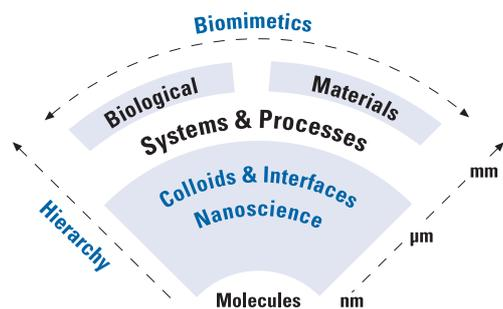 Biomimetics
Biological
Materials
Systems & Processes
Colloids & Interfaces
Nanoscience
Hierarchy
mm
µm
Molecules
nm